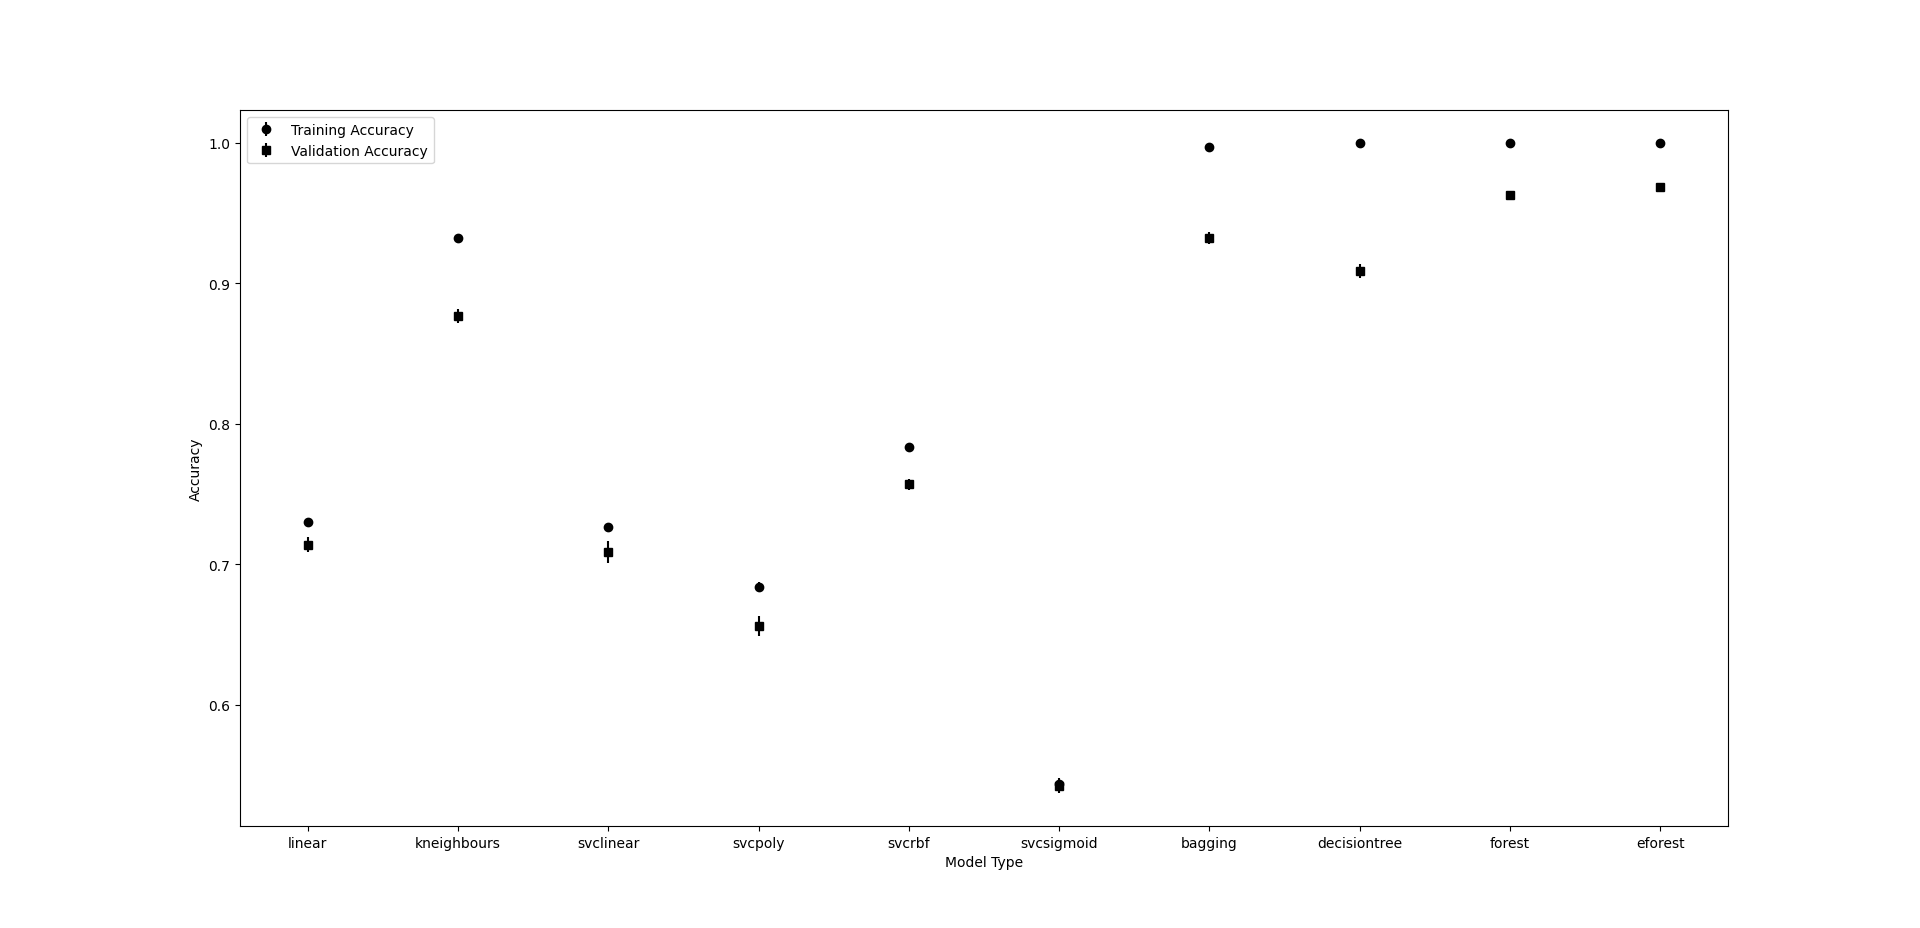 Training Accuracy
Validation Accuracy
1.0
0.9
0.8
0.7
0.6
Accuracy
linear kneighbours svclinear svcpoly svcrbf svcsigmoid bagging decisiontree forest eforest
Model Type